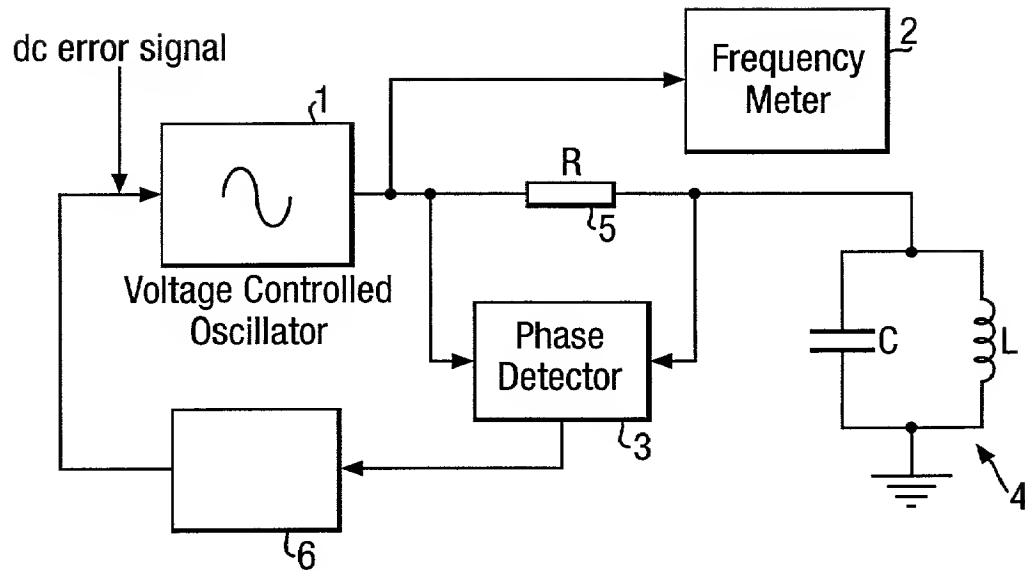 dc error signal
1
Voltage Controlled
Oscillator
2
Frequency
Meter
R
5
Phase
Detector
3
C
L
4
6